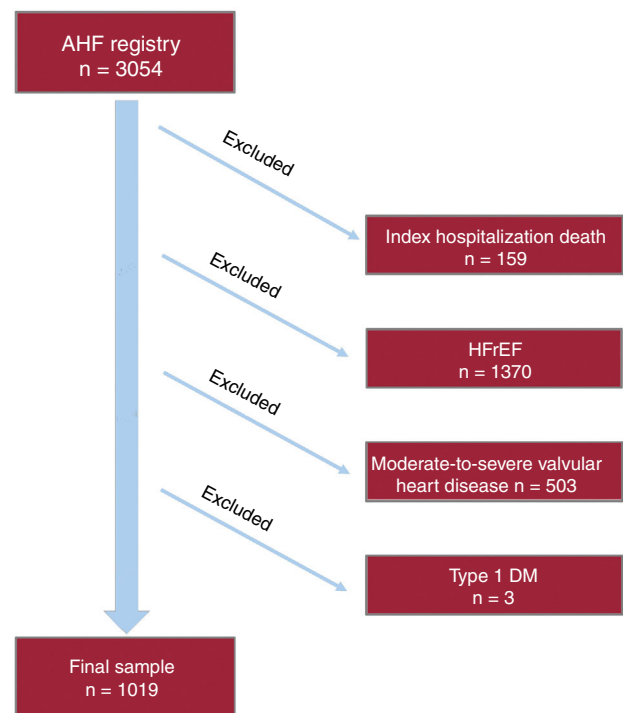 AHF registry
n = 3054
Excluded
Index hospitalization death
n = 159
Excluded
HFrEF
n = 1370
Excluded
Moderate-to-severe valvular
heart disease n = 503
Excluded
Type 1 DM
n = 3
Final sample
n = 1019